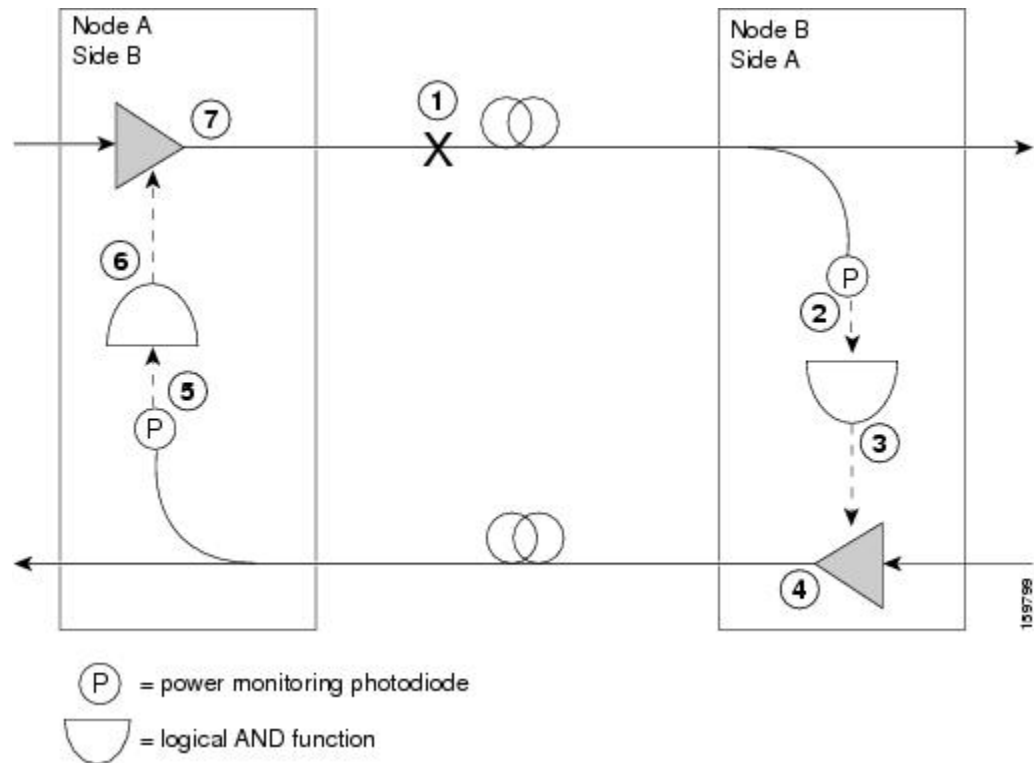 Node A
Side B
Node B
Side A
1
7
6
P
2
5
P
3
4
159799
P = power monitoring photodiode
= logical AND function